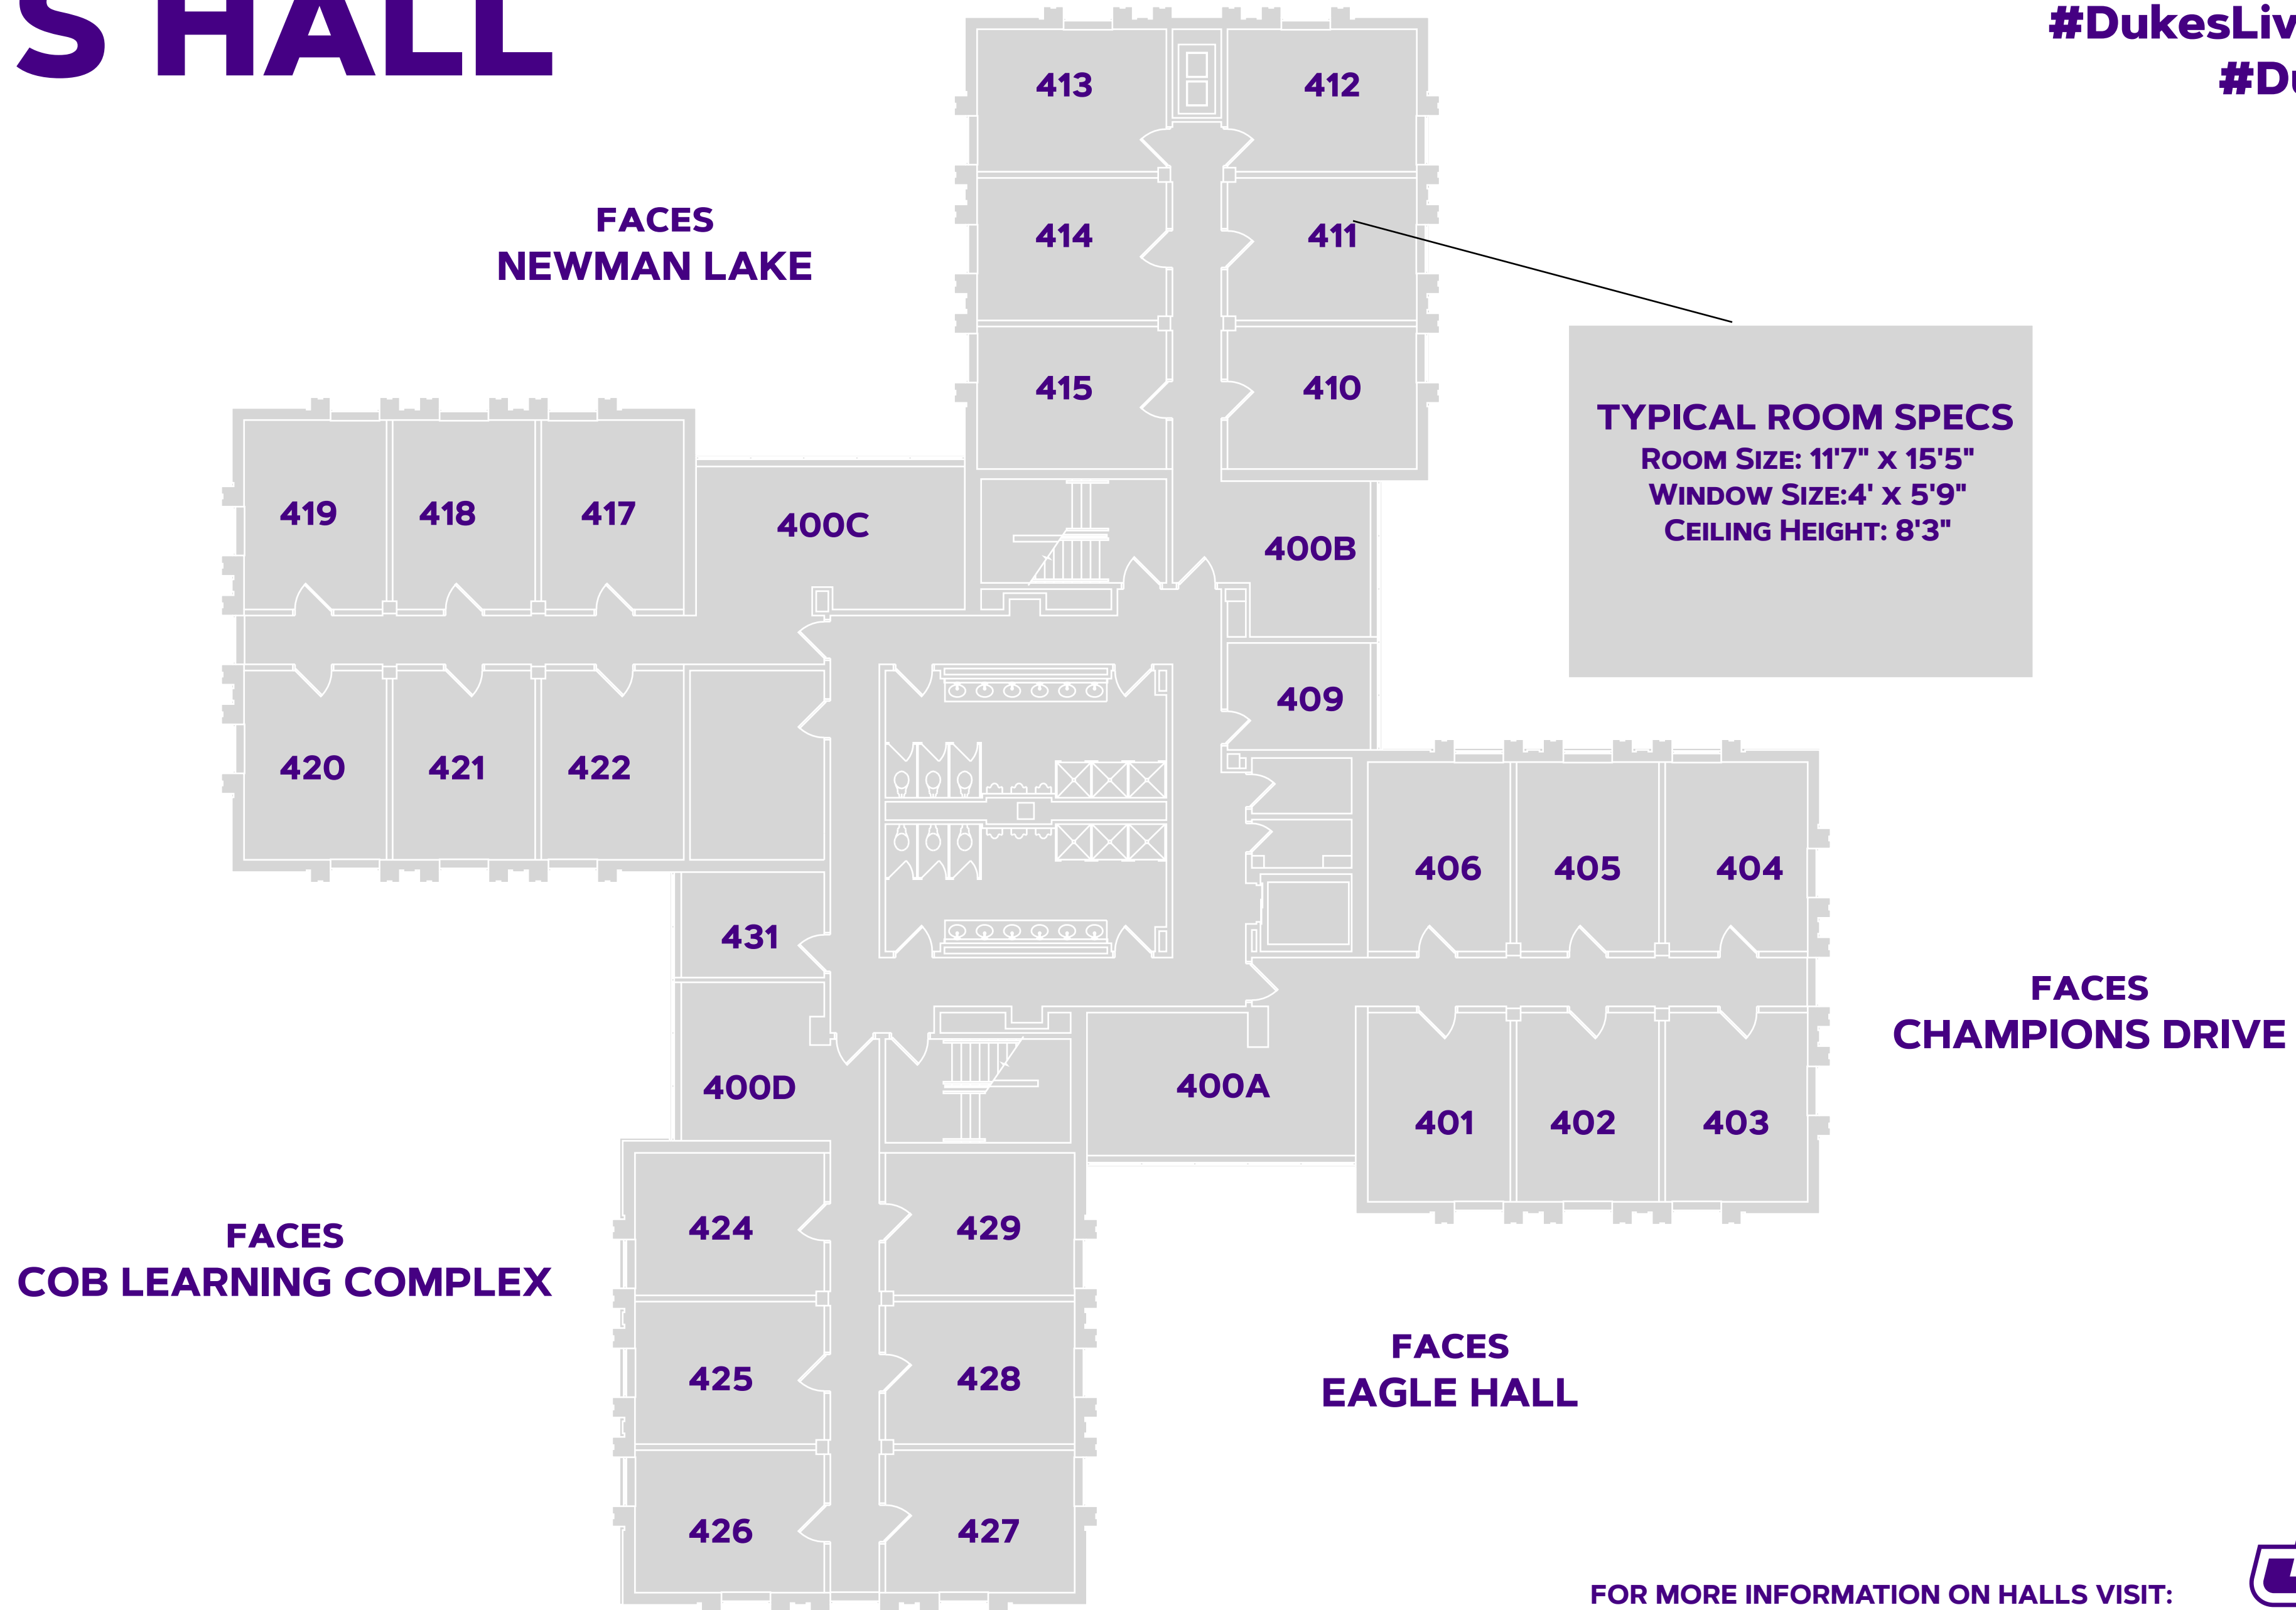 S HALL
#DukesLiv
#Du
413
412
FACES
NEWMAN LAKE
414
411
415
410
TYPICAL ROOM SPECS
ROOM SIZE: 11'7" X 15'5"
WINDOW SIZE:4' X 5'9"
CEILING HEIGHT: 8'3"
419
418
417
400C
400B
409
420
421
422
406
405
404
431
FACES
CHAMPIONS DRIVE
400D
400A
401
402
403
FACES
COB LEARNING COMPLEX
424
429
FACES
EAGLE HALL
425
428
426
427
FOR MORE INFORMATION ON HALLS VISIT: